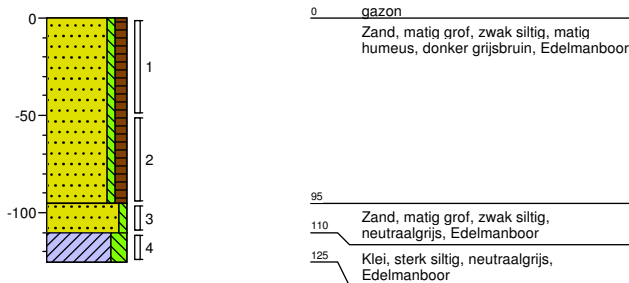 0
-50
-100
1
2
3
4
0 gazon
Zand, matig grof, zwak siltig, matig
humeus, donker grijsbruin, Edelmanboor
95
Zand, matig grof, zwak siltig,
110
neutraalgrijs, Edelmanboor
125 Klei, sterk siltig, neutraalgrijs,
Edelmanboor